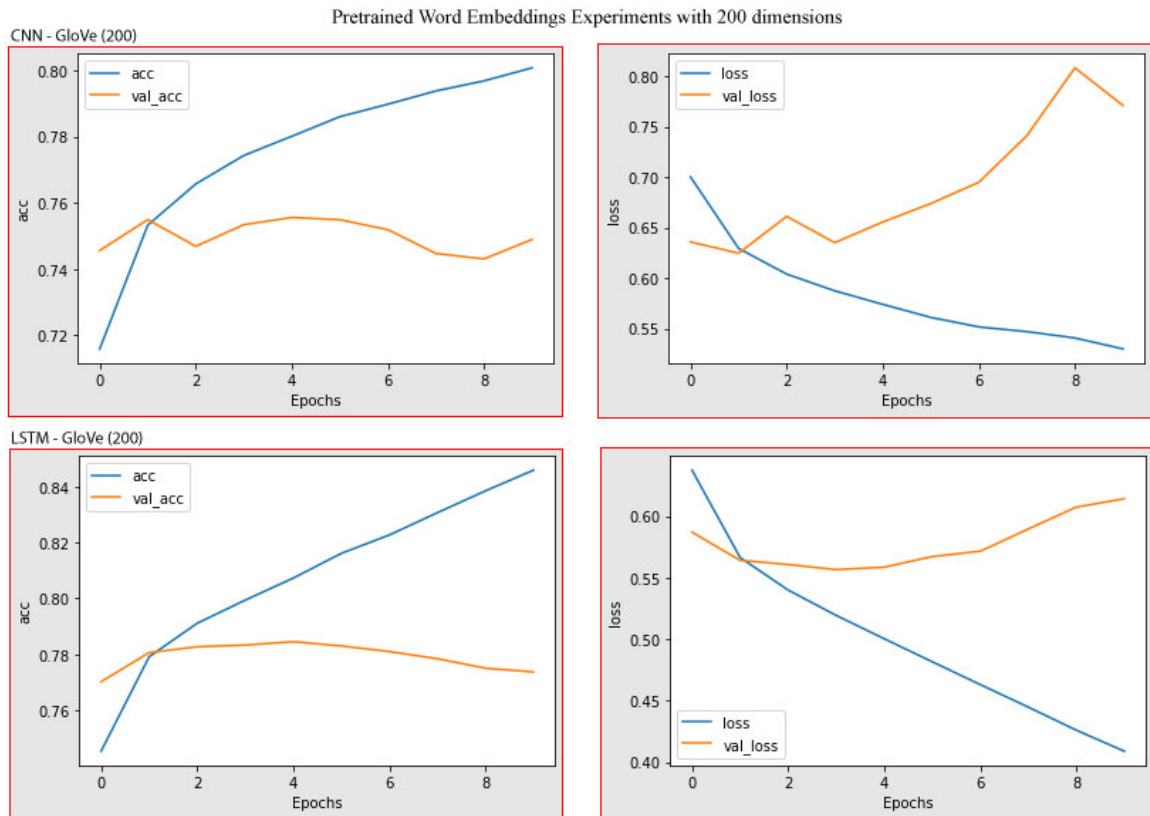 Pretrained Word Embeddings Experiments with 200 dimensions
CNN - GloVe (200)
acc
val_acc
0.80
0.78
0.76
0.74
0.72
acc
0 2 4 6 8
Epochs
loss
val_loss
0.80
0.75
0.70
0.65
0.60
0.55
loss
0 2 4 6 8
Epochs
LSTM - GloVe (200)
acc
val_acc
0.84
0.82
0.80
0.78
0.76
acc
0 2 4 6 8
Epochs
0.60
0.55
0.50
0.45
0.40
loss
loss
val_loss
0 2 4 6 8
Epochs